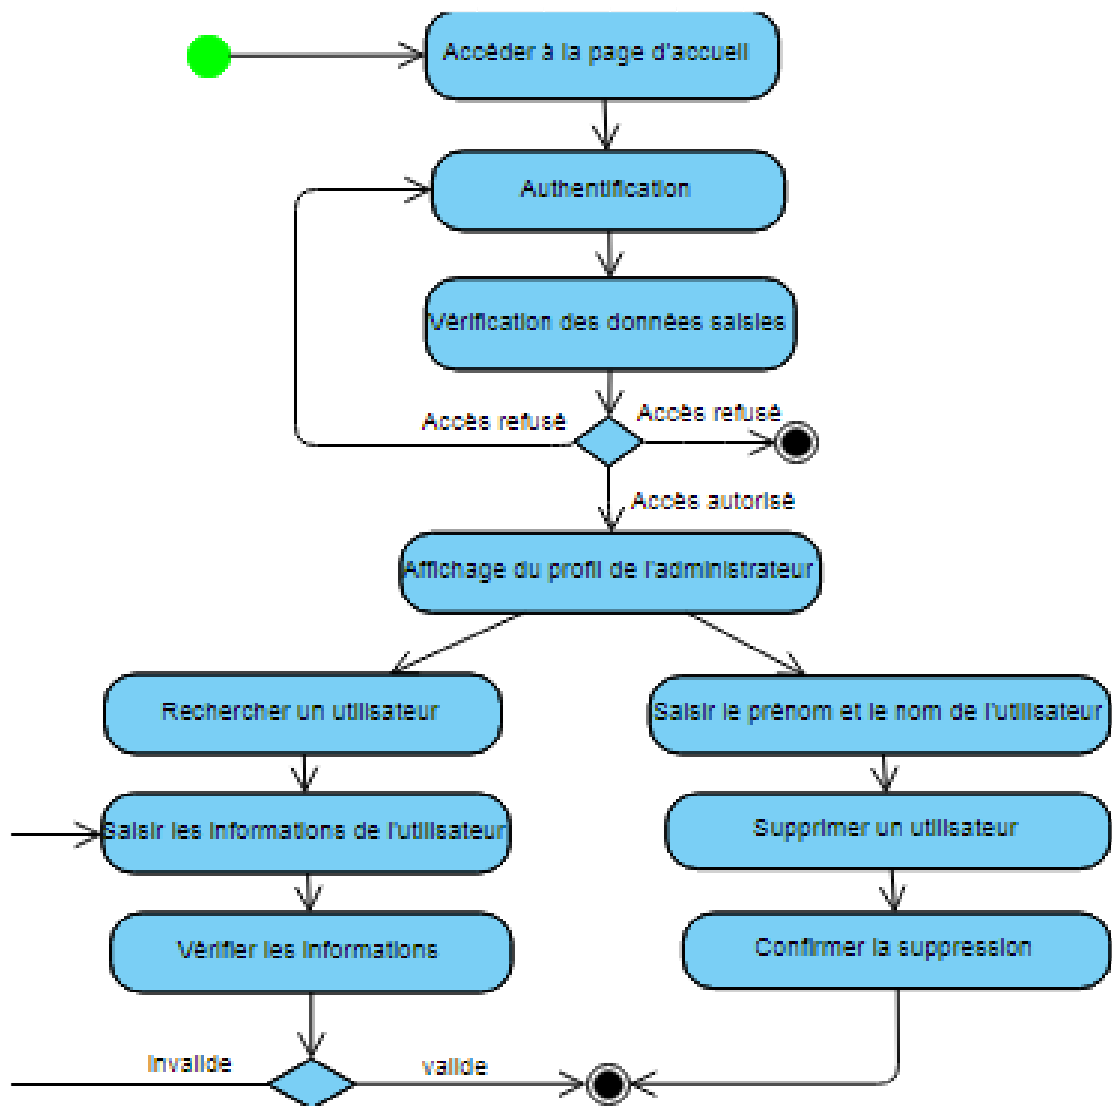 Accéder à la page d'accueil
Authentification
Vérification des données saisies
Accès refusé
Accès refusé
Accès autorisé
Affichage du profil de l'administrateur
Rechercher un utilisateur
Saisir le prénom et le nom de l'utilisateur
Saisir les informations de l'utilisateur
Supprimer un utilisateur
Vérifier les informations
Confirmer la suppression
Invalide
valide